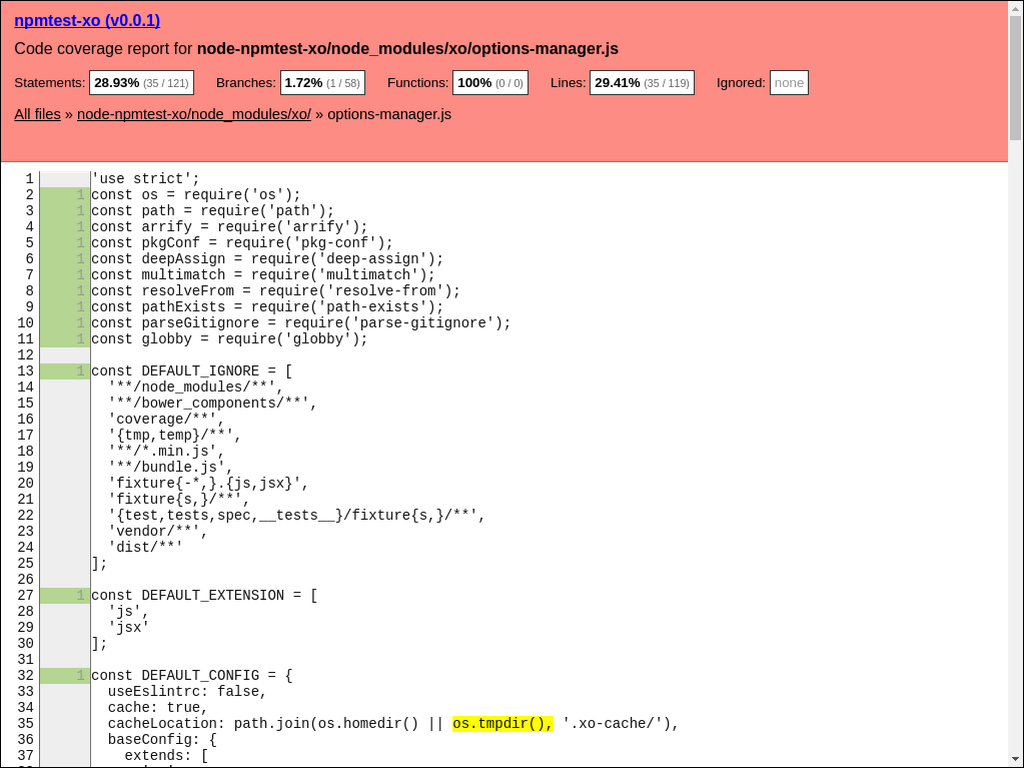 npmtest-xo (v0.0.1)
Code coverage report for node-npmtest-xo/node_modules/xo/options-manager.js
Statements: 28.93% (35 / 121) Branches: 1.72% (1 / 58) Functions: 100% (0 / 0) Lines: 29.41% (35 / 119) Ignored: none
All files » node-npmtest-xo/node_modules/xo/ » options-manager.js
1 'use strict';
2 1 const os = require('os');
3 1 const path = require('path');
4 1 const arrify = require('arrify');
5 1 const pkgConf = require('pkg-conf');
6 1 const deepAssign = require('deep-assign');
7 1 const multimatch = require('multimatch');
8 1 const resolveFrom = require('resolve-from');
9 1 const pathExists = require('path-exists');
10 1 const parseGitignore = require('parse-gitignore');
11 1 const globby = require('globby');
12
13 1 const DEFAULT_IGNORE = [
14 '**/node_modules/**',
15 '**/bower_components/**',
16 'coverage/**',
17 '{tmp,temp}/**',
18 '**/*.min.js',
19 '**/bundle.js',
20 'fixture{-*,}.{js,jsx}',
21 'fixture{s,}/**',
22 '{test,tests,spec,__tests__}/fixture{s,}/**',
23 'vendor/**',
24 'dist/**'
25 ];
26
27 1 const DEFAULT_EXTENSION = [
28 'js',
29 'jsx'
30 ];
31
32 1 const DEFAULT_CONFIG = {
33 useEslintrc: false,
34 cache: true,
35 cacheLocation: path.join(os.homedir() || os.tmpdir(), '.xo-cache/'),
36 baseConfig: {
37 extends: [